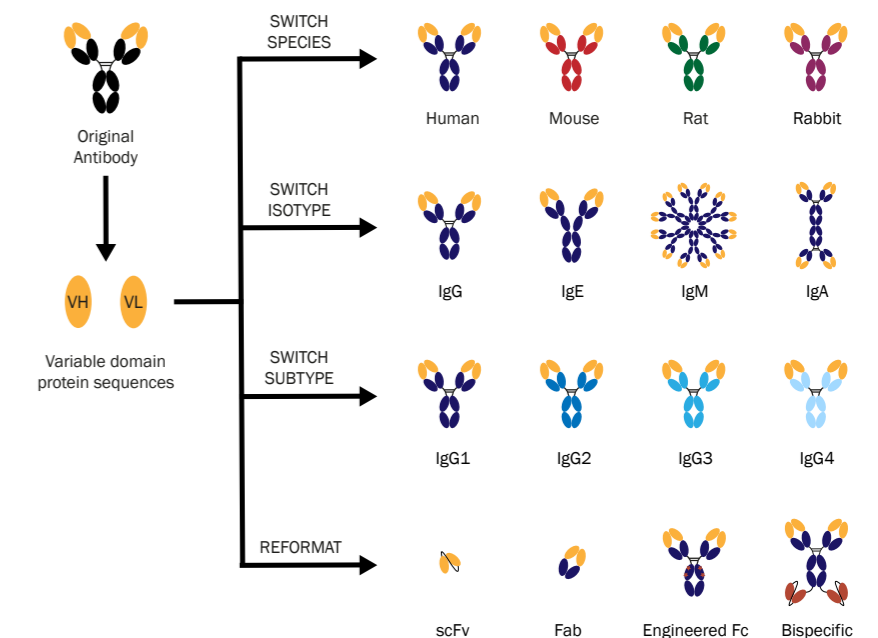 SWITCH
SPECIES
Original
Antibody
Human Mouse Rat Rabbit
SWITCH
ISOTYPE
IgG IgE IgM IgA
VH VL
Variable domain
protein sequences
SWITCH
SUBTYPE
IgG1 IgG2 IgG3 IgG4
REFORMAT
scFv Fab Engineered Fc Bispecific